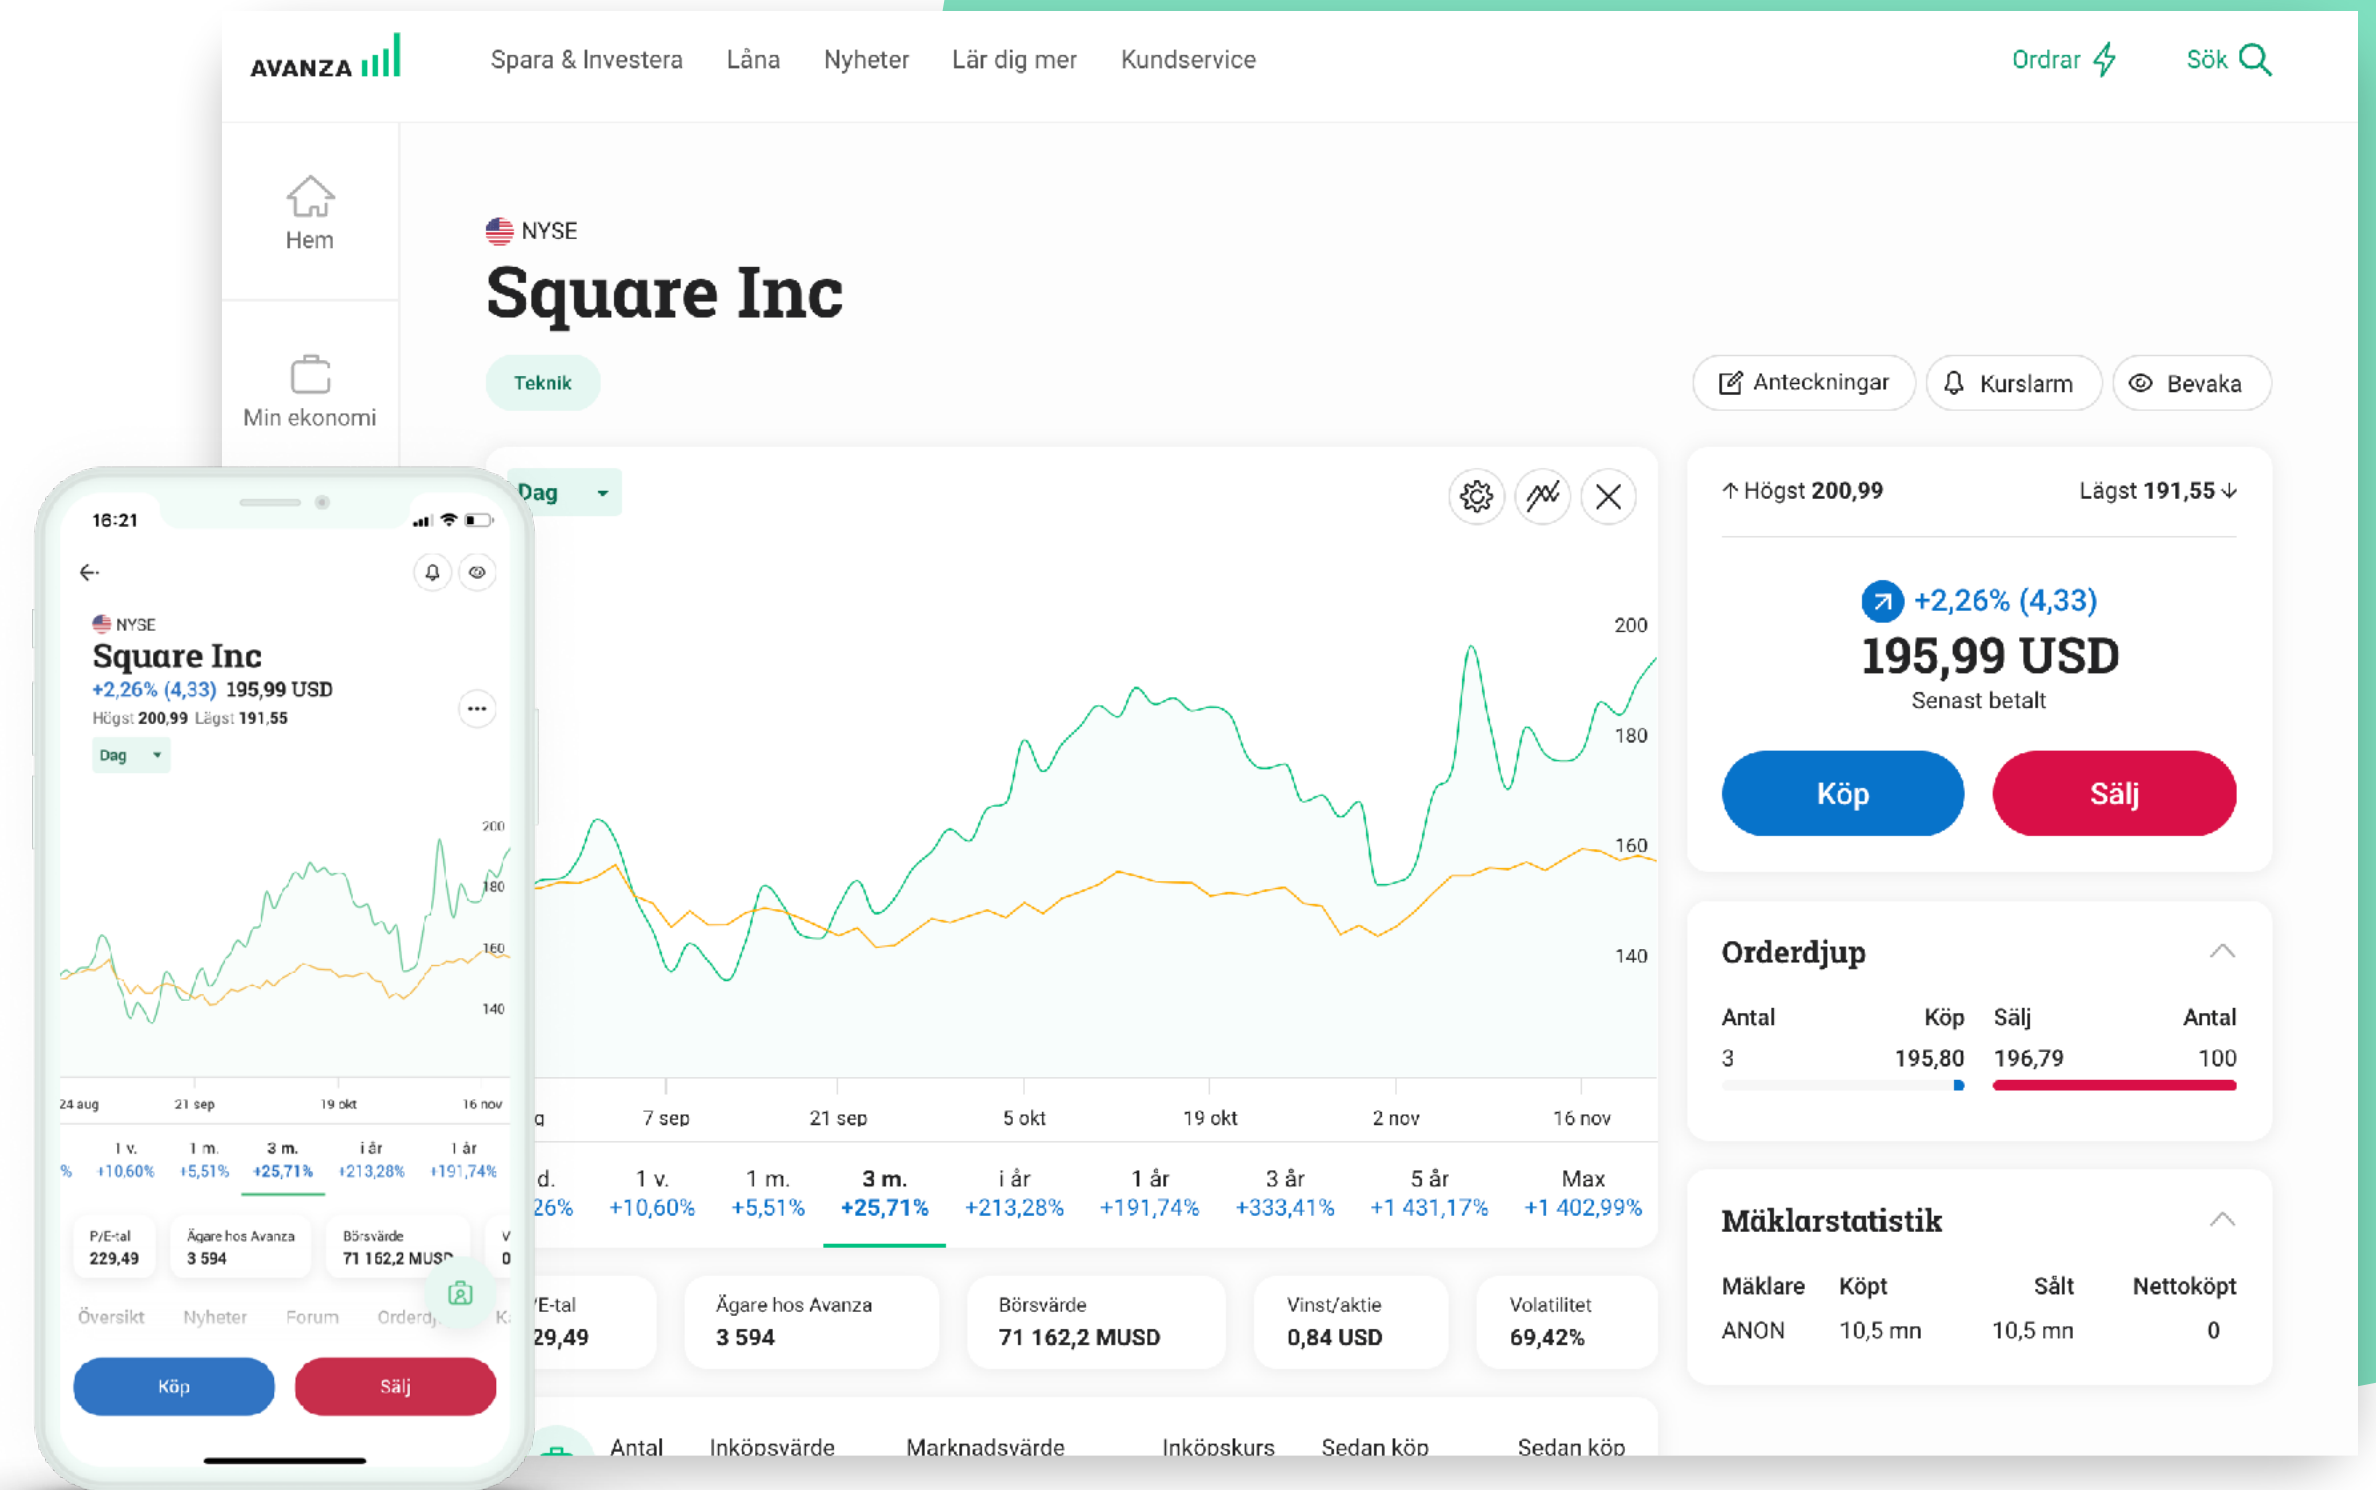 AVANZA
Spara & Investera Låna Nyheter Lär dig mer Kundservice
Ordrar Sök
Hem
Min ekonomi
NYSE
Square Inc
Teknik
Anteckningar Kurslarm Bevaka
Dag
200
180
160
140
7 sep 21 sep 5 okt 19 okt 2 nov 16 nov
d. 1 v. 1 m. 3 m. i år 1 år 3 år 5 år Max
26% +10,60% +5,51% +25,71% +213,28% +191,74% +333,41% +1 431,17% +1 402,99%
/E-tal Ägare hos Avanza Börsvärde Vinst/aktie Volatilitet
29,49 3 594 71 162,2 MUSD 0,84 USD 69,42%
Antal Inköpsvärde Marknadsvärde Inköpskurs Sedan köp Sedan köp
Högst 200,99 Lägst 191,55
+2,26% (4,33)
195,99 USD
Senast betalt
Köp Sälj
Orderdjup
Antal Köp Sälj Antal
3 195,80 196,79 100
Mäklarstatistik
Mäklare Köpt Sålt Nettoköpt
ANON 10,5 mn 10,5 mn 0
16:21
NYSE
Square Inc
+2,26% (4,33) 195,99 USD
Högst 200,99 Lägst 191,55
Dag
200
180
160
140
24 aug 21 sep 19 okt 16 nov
1 v. 1 m. 3 m. i år 1 år
% +10,60% +5,51% +25,71% +213,28% +191,74%
P/E-tal Ägare hos Avanza Börsvärde V
229,49 3 594 71 162,2 MUSD 0
Översikt Nyheter Forum Orderdj
Köp Sälj